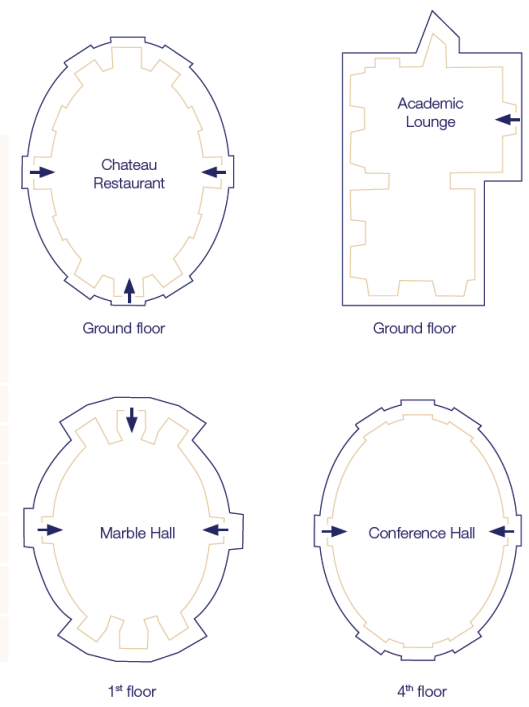 Chateau
Restaurant
Ground floor
Academic
Lounge
Ground floor
Marble Hall
1st floor
Conference Hall
4th floor